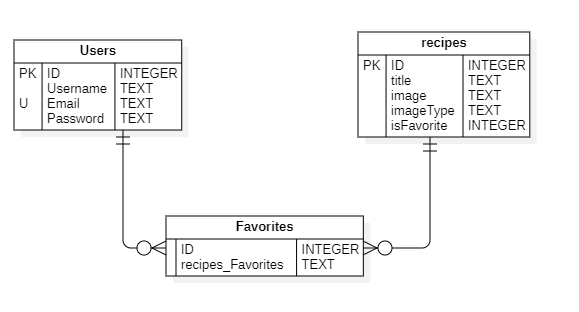 Users
PK ID INTEGER
Username TEXT
U Email TEXT
Password TEXT
recipes
PK ID INTEGER
title TEXT
image TEXT
imageType TEXT
isFavorite INTEGER
Favorites
ID INTEGER
recipes_Favorites TEXT